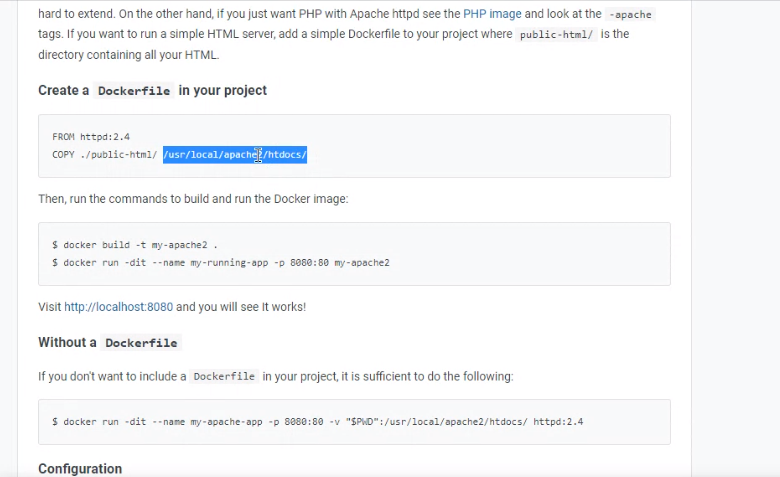 hard to extend. On the other hand, if you just want PHP with Apache httpd see the PHP image and look at the -apache
tags. If you want to run a simple HTML server, add a simple Dockerfile to your project where public-html/ is the
directory containing all your HTML.
Create a Dockerfile in your project
FROM httpd:2.4
COPY ./public-html/ /usr/local/apache2/htdocs/
Then, run the commands to build and run the Docker image:
$ docker build -t my-apache2 .
$ docker run -dit --name my-running-app -p 8080:80 my-apache2
Visit http://localhost:8080 and you will see It works!
Without a Dockerfile
If you don't want to include a Dockerfile in your project, it is sufficient to do the following:
$ docker run -dit --name my-apache-app -p 8080:80 -v "$PWD":/usr/local/apache2/htdocs/ httpd:2.4
Configuration